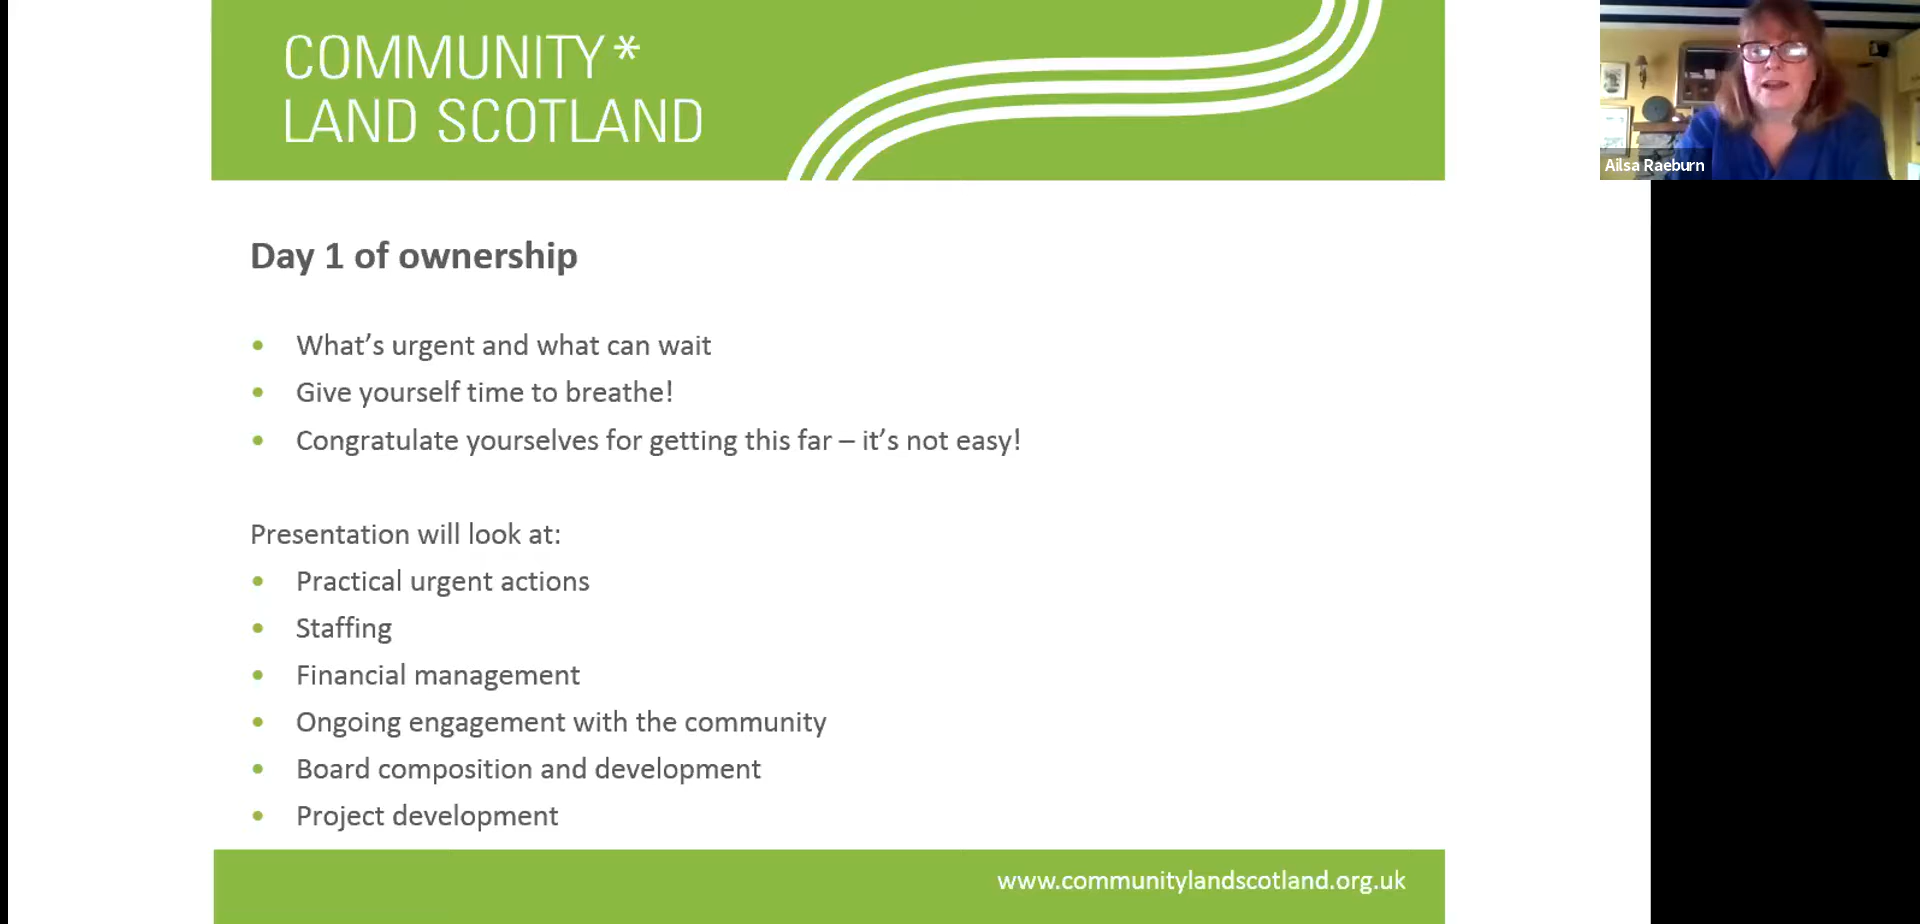 COMMUNITY*
LAND SCOTLAND
Ailsa Raeburn
Day 1 of ownership
• What's urgent and what can wait
• Give yourself time to breathe!
• Congratulate yourselves for getting this far – it's not easy!
Presentation will look at:
• Practical urgent actions
• Staffing
• Financial management
• Ongoing engagement with the community
• Board composition and development
• Project development
www.communitylandscotland.org.uk